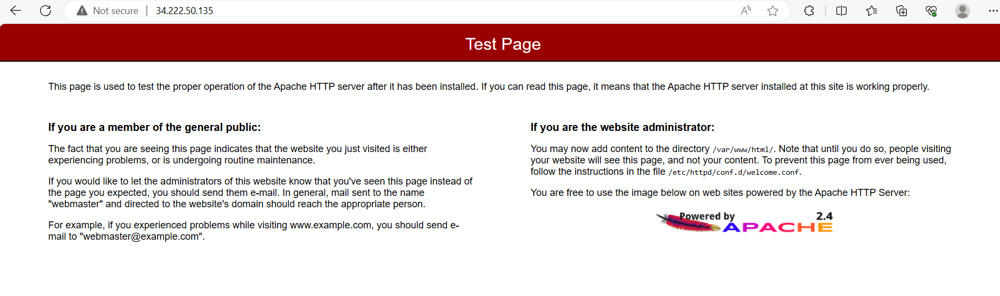 Not secure
34.222.50.135
Test Page
This page is used to test the proper operation of the Apache HTTP server after it has been installed. If you can read this page, it means that the Apache HTTP server installed at this site is working properly.
If you are a member of the general public:
The fact that you are seeing this page indicates that the website you just visited is either
experiencing problems, or is undergoing routine maintenance.
If you would like to let the administrators of this website know that you've seen this page instead of
the page you expected, you should send them e-mail. In general, mail sent to the name
"webmaster" and directed to the website's domain should reach the appropriate person.
For example, if you experienced problems while visiting www.example.com, you should send e-
mail to "webmaster@example.com".
If you are the website administrator:
You may now add content to the directory /var/www/html/. Note that until you do so, people visiting
your website will see this page, and not your content. To prevent this page from ever being used,
follow the instructions in the file /etc/httpd/conf.d/welcome.conf.
You are free to use the image below on web sites powered by the Apache HTTP Server:
Powered by 2.4
APACHE